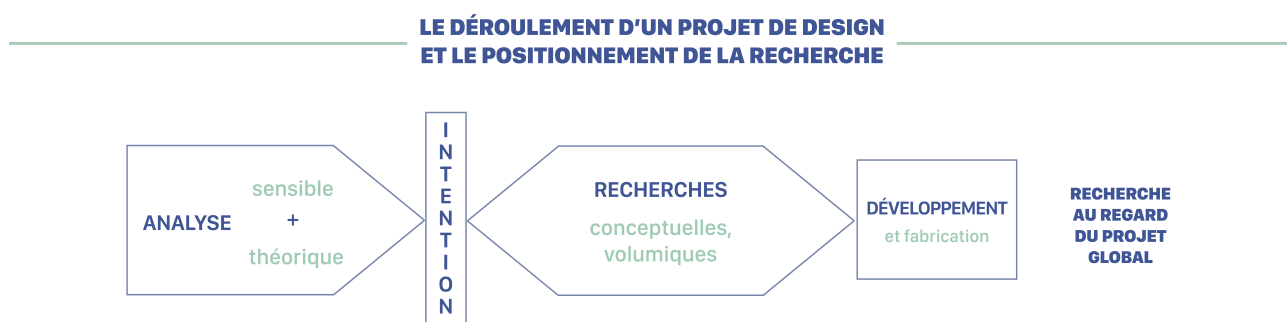 LE DÉROULEMENT D'UN PROJET DE DESIGN
ET LE POSITIONNEMENT DE LA RECHERCHE
ANALYSE
sensible
+
théorique
INTENTION
RECHERCHES
conceptuelles,
volumiques
DÉVELOPPEMENT
et fabrication
RECHERCHE
AU REGARD
DU PROJET
GLOBAL